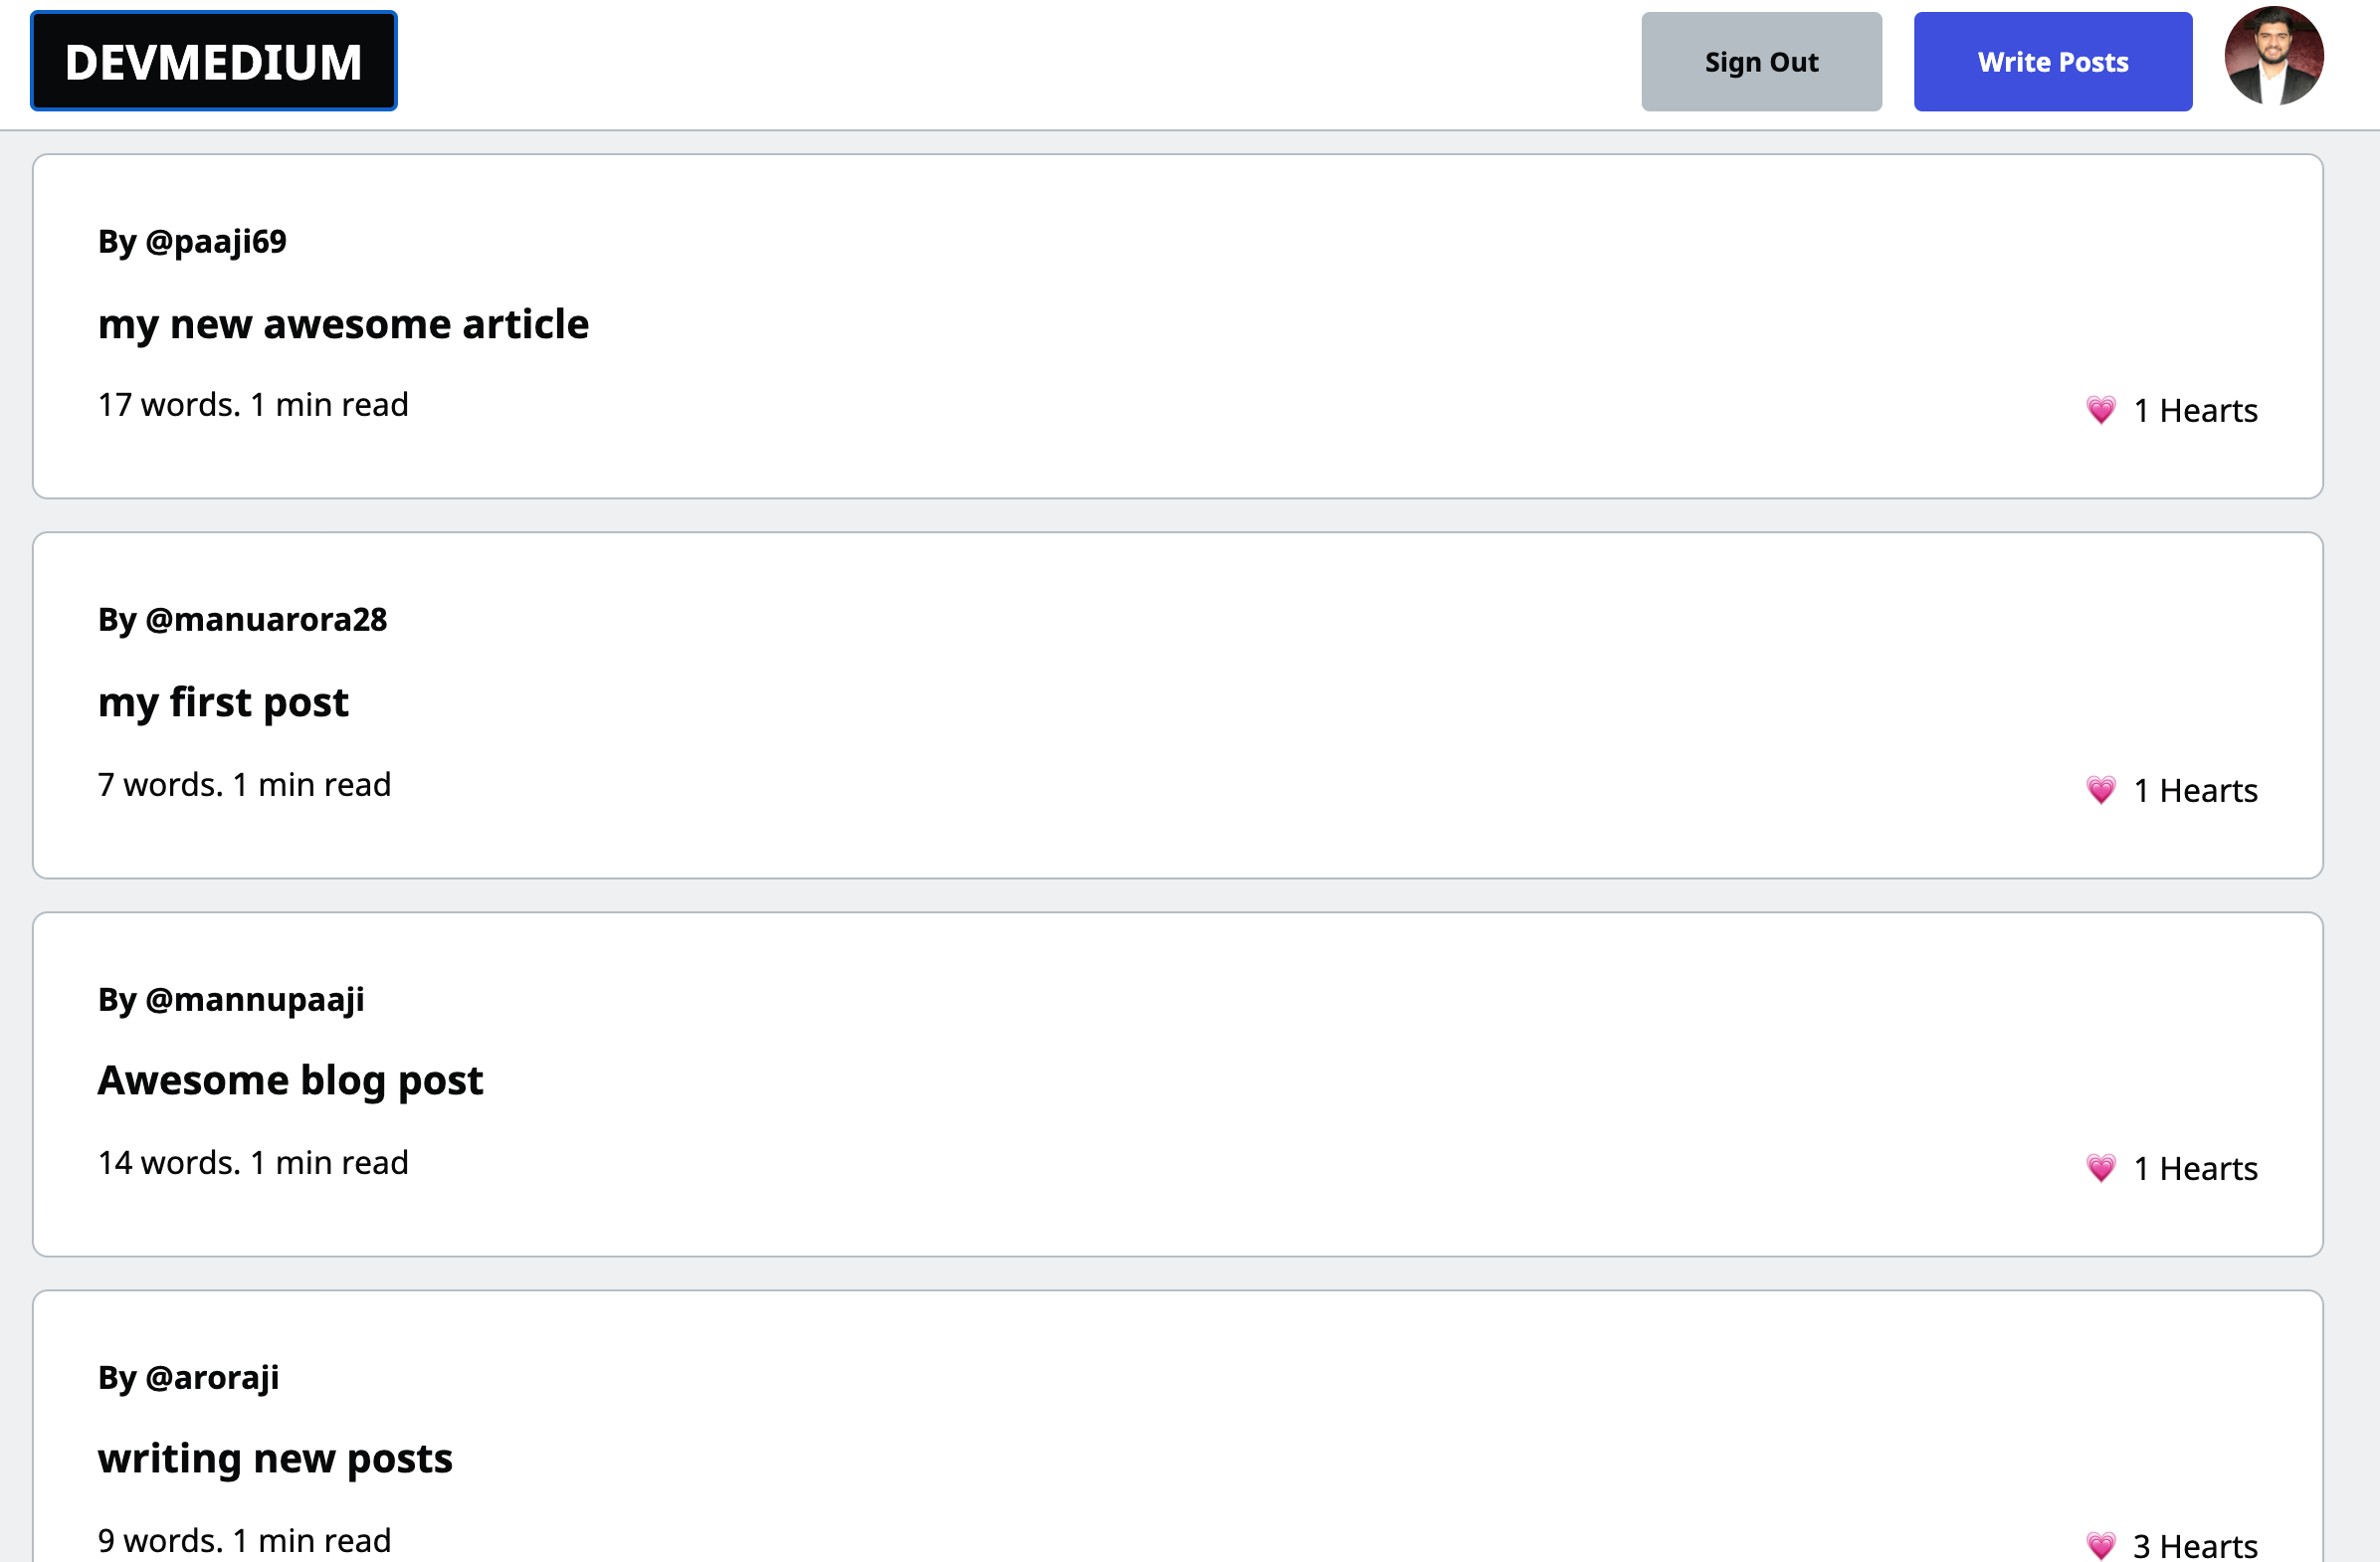 DEVMEDIUM
Sign Out
Write Posts
By @paaji69
my new awesome article
17 words. 1 min read
💗 1 Hearts
By @manuarora28
my first post
7 words. 1 min read
💗 1 Hearts
By @mannupaaji
Awesome blog post
14 words. 1 min read
💗 1 Hearts
By @aroraji
writing new posts
9 words. 1 min read
💗 3 Hearts